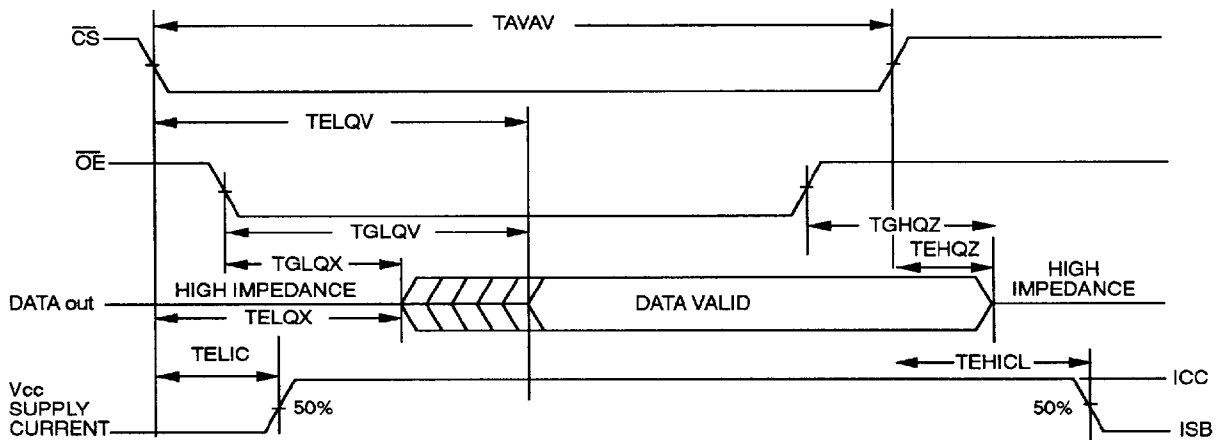 TAVAV
CS
TELQV
OE
TGLQV
TGHQZ
TEHQZ
TGLQX
HIGH IMPEDANCE
HIGH
IMPEDANCE
DATA out
DATA VALID
TELQX
TELIC
TEHICL
Vcc
SUPPLY
CURRENT
50%
50%
ICC
ISB